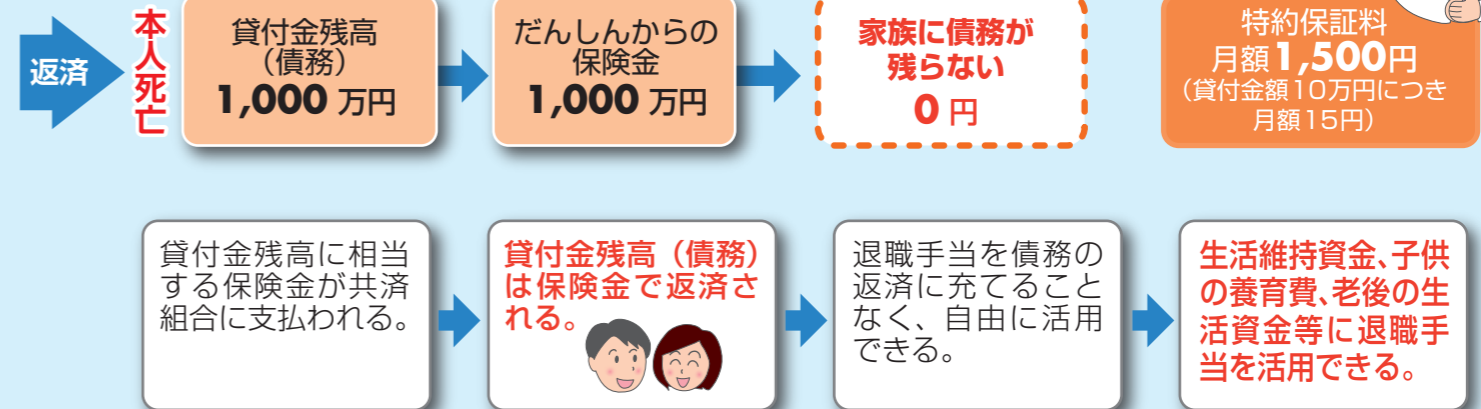 返済
本人死亡
貸付金残高
（債務）
1,000 万円
だんしんからの
保険金
1,000 万円
家族に債務が
残らない
0 円
特約保証料
月額1,500円
（貸付金額10万円につき
月額15円）
貸付金残高に相当
する保険金が共済
組合に支払われる。
貸付金残高（債務）
は保険金で返済さ
れる。
退職手当を債務の
返済に充てること
なく、自由に活用
できる。
生活維持資金、子供
の養育費、老後の生
活資金等に退職手
当を活用できる。